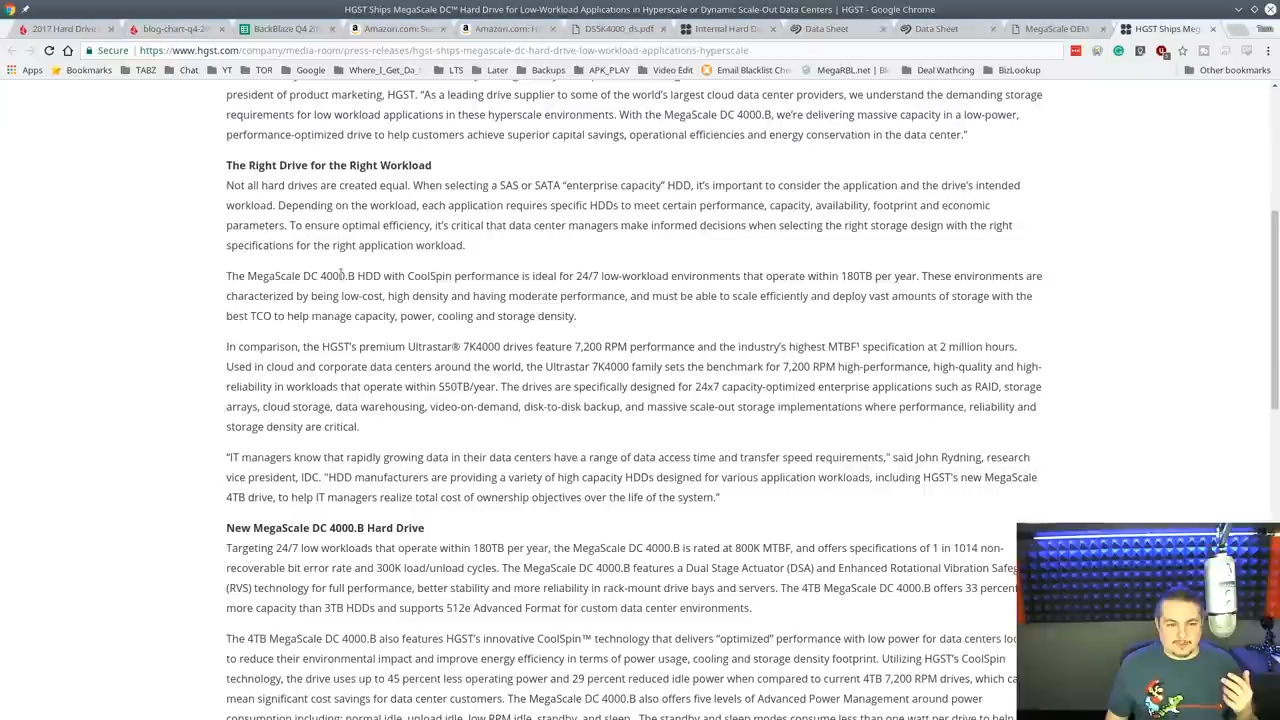 HGST Ships MegaScale DC™ Hard Drive for Low-Workload Applications in Hyperscale or Dynamic Scale-Out Data Centers | HGST - Google Chrome
2017 Hard Drive
blog-chart-q4-2
BackBlaze 2017 Q4
Amazon.com: S
Amazon.com: H
DS5K4000_ds.pdf
Internal Hard D
Data Sheet
Data Sheet
MegaScale OEM
HGST Ships Meg
Secure https://www.hgst.com/company/media-room/press-releases/hgst-ships-megascale-dc-hard-drive-low-workload-applications-hyperscale
Apps Bookmarks TABZ Chat YT TOR Google Where_I_Get_Da_ LTS Later Backups APK_PLAY Video Edit Email Blacklist Che MegaRBL.net | Bl Deal Wathcing BizLookup Other bookmarks
president of product marketing, HGST. “As a leading drive supplier to some of the world’s largest cloud data center providers, we understand the demanding storage
requirements for low workload applications in these hyperscale environments. With the MegaScale DC 4000.B, we’re delivering massive capacity in a low-power,
performance-optimized drive to help customers achieve superior capital savings, operational efficiencies and energy conservation in the data center.”
The Right Drive for the Right Workload
Not all hard drives are created equal. When selecting a SAS or SATA “enterprise capacity” HDD, it’s important to consider the application and the drive’s intended
workload. Depending on the workload, each application requires specific HDDs to meet certain performance, capacity, availability, footprint and economic
parameters. To ensure optimal efficiency, it’s critical that data center managers make informed decisions when selecting the right storage design with the right
specifications for the right application workload.
The MegaScale DC 4000.B HDD with CoolSpin performance is ideal for 24/7 low-workload environments that operate within 180TB per year. These environments are
characterized by being low-cost, high density and having moderate performance, and must be able to scale efficiently and deploy vast amounts of storage with the
best TCO to help manage capacity, power, cooling and storage density.
In comparison, the HGST’s premium Ultrastar® 7K4000 drives feature 7,200 RPM performance and the industry’s highest MTBF¹ specification at 2 million hours.
Used in cloud and corporate data centers around the world, the Ultrastar 7K4000 family sets the benchmark for 7,200 RPM high-performance, high-quality and high-
reliability in workloads that operate within 550TB/year. The drives are specifically designed for 24x7 capacity-optimized enterprise applications such as RAID, storage
arrays, cloud storage, data warehousing, video-on-demand, disk-to-disk backup, and massive scale-out storage implementations where performance, reliability and
storage density are critical.
“IT managers know that rapidly growing data in their data centers have a range of data access time and transfer speed requirements,” said John Rydning, research
vice president, IDC. "HDD manufacturers are providing a variety of high capacity HDDs designed for various application workloads, including HGST’s new MegaScale
4TB drive, to help IT managers realize total cost of ownership objectives over the life of the system.”
New MegaScale DC 4000.B Hard Drive
Targeting 24/7 low workloads that operate within 180TB per year, the MegaScale DC 4000.B is rated at 800K MTBF, and offers specifications of 1 in 1014 non-
recoverable bit error rate and 300K load/unload cycles. The MegaScale DC 4000.B features a Dual Stage Actuator (DSA) and Enhanced Rotational Vibration Safeg
(RVS) technology for full performance, better stability and more reliability in rack-mount drive bays and servers. The 4TB MegaScale DC 4000.B offers 33 percent
more capacity than 3TB HDDs and supports 512e Advanced Format for custom data center environments.
The 4TB MegaScale DC 4000.B also features HGST’s innovative CoolSpin™ technology that delivers “optimized” performance with low power for data centers loo
to reduce their environmental impact and improve energy efficiency in terms of power usage, cooling and storage density footprint. Utilizing HGST’s CoolSpin
technology, the drive uses up to 45 percent less operating power and 29 percent reduced idle power when compared to current 4TB 7,200 RPM drives, which ca
mean significant cost savings for data center customers. The MegaScale DC 4000.B also offers five levels of Advanced Power Management around power
consumption including: normal idle, unload idle, low RPM idle, standby, and sleep. The standby and sleep modes consume less than one watt per drive to help